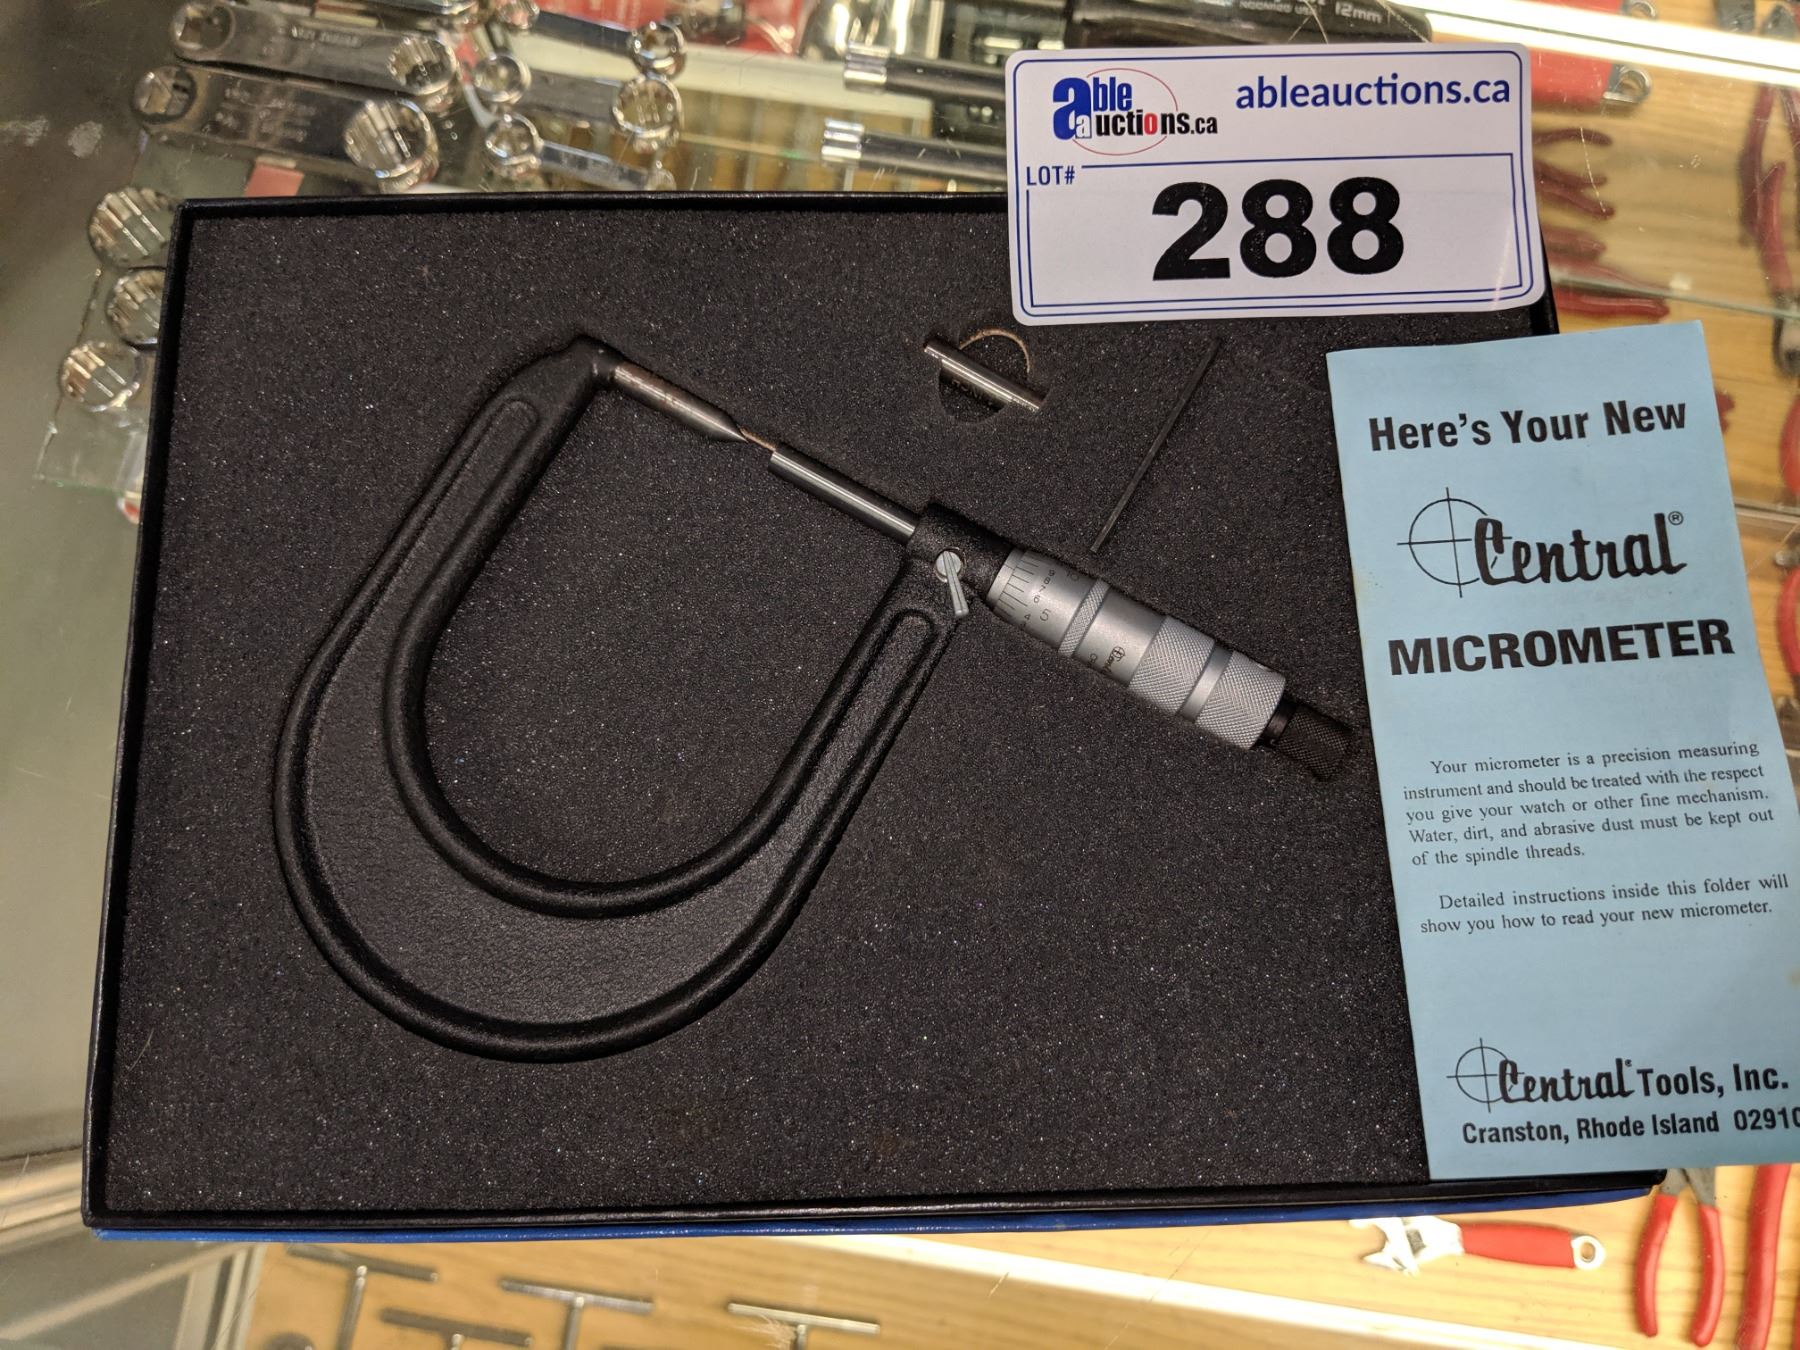 12mm
able
auctions.ca
ableauctions.ca
LOT#
288
Here's Your New
Central®
MICROMETER
Your micrometer is a precision measuring
instrument and should be treated with the respect
you give your watch or other fine mechanism.
Water, dirt, and abrasive dust must be kept out
of the spindle threads.
Detailed instructions inside this folder will
show you how to read your new micrometer.
Central® Tools, Inc.
Cranston, Rhode Island 02910